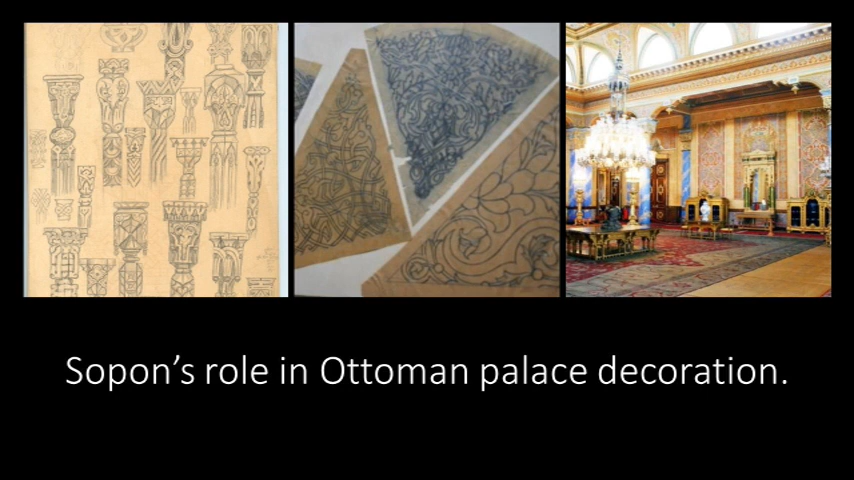 Sopon’s role in Ottoman palace decoration.